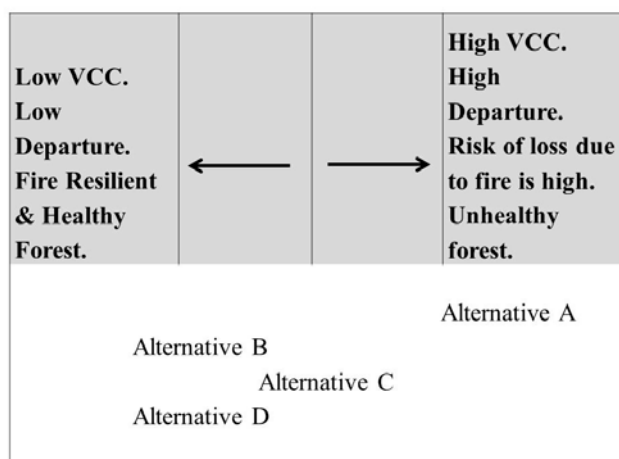 Low VCC.
Low
Departure.
Fire Resilient
& Healthy
Forest.
High VCC.
High
Departure.
Risk of loss due
to fire is high.
Unhealthy
forest.
Alternative A
Alternative B
Alternative C
Alternative D